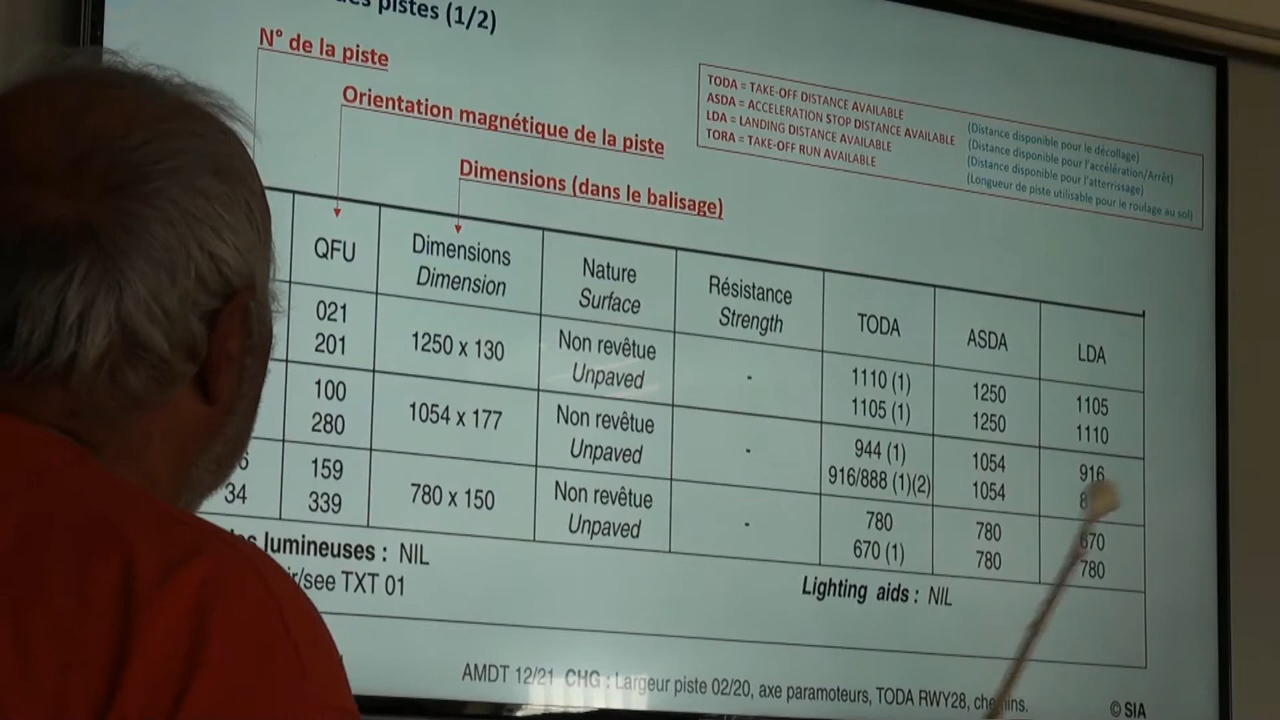 pistes (1/2)
N° de la piste
Orientation magnétique de la piste
Dimensions (dans le balisage)
TODA = TAKE-OFF DISTANCE AVAILABLE (Distance disponible pour le décollage)
ASDA = ACCELERATION STOP DISTANCE AVAILABLE (Distance disponible pour l'accélération/Arrêt)
LDA = LANDING DISTANCE AVAILABLE (Distance disponible pour l'atterrissage)
TORA = TAKE-OFF RUN AVAILABLE (Longueur de piste utilisable pour le roulage au sol)
QFU Dimensions Nature Résistance TODA ASDA LDA
Dimension Surface Strength
021 1250 x 130 Non revêtue - 1110 (1) 1250 1105
201 Unpaved 1105 (1) 1250 1110
100 1054 x 177 Non revêtue - 944 (1) 1054 916
280 Unpaved 916/888 (1)(2) 1054
159 780 x 150 Non revêtue - 780 780 670
34 339 Unpaved 670 (1) 780 780
lumineuses : NIL Lighting aids : NIL
/see TXT 01
AMDT 12/21 CHG : Largeur piste 02/20, axe paramoteurs, TODA RWY28, chemins. © SIA